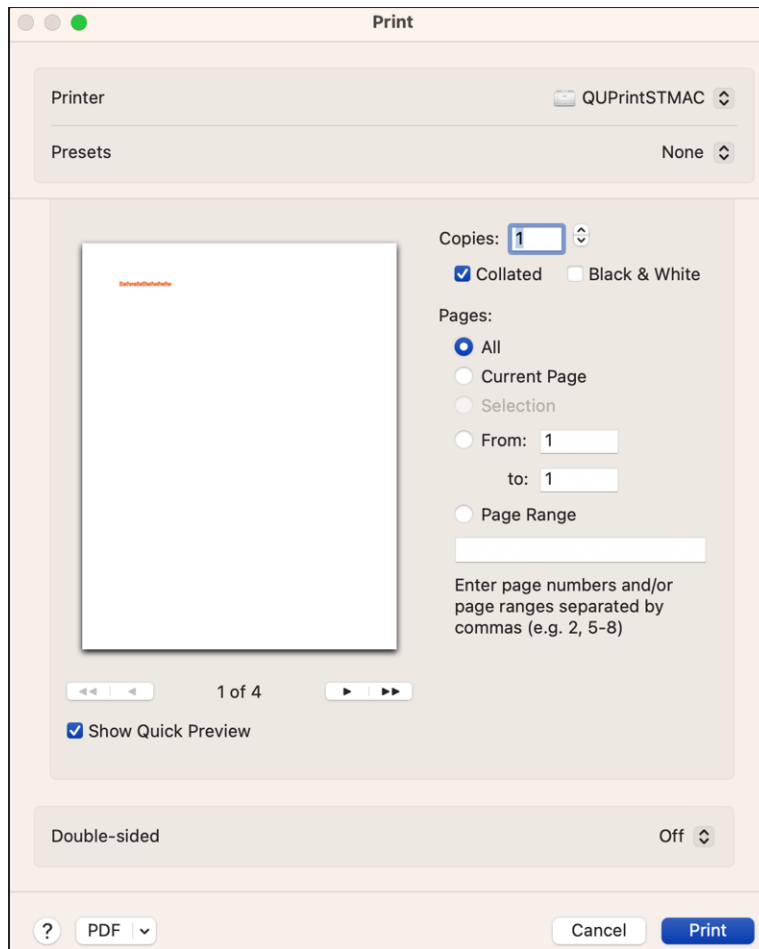 Print
Printer QUPrintSTMAC
Presets None
Copies: 1
Collated Black & White
Pages:
All
Current Page
Selection
From: 1
to: 1
Page Range
Enter page numbers and/or
page ranges separated by
commas (e.g. 2, 5-8)
1 of 4
Show Quick Preview
Double-sided Off
? PDF Cancel Print